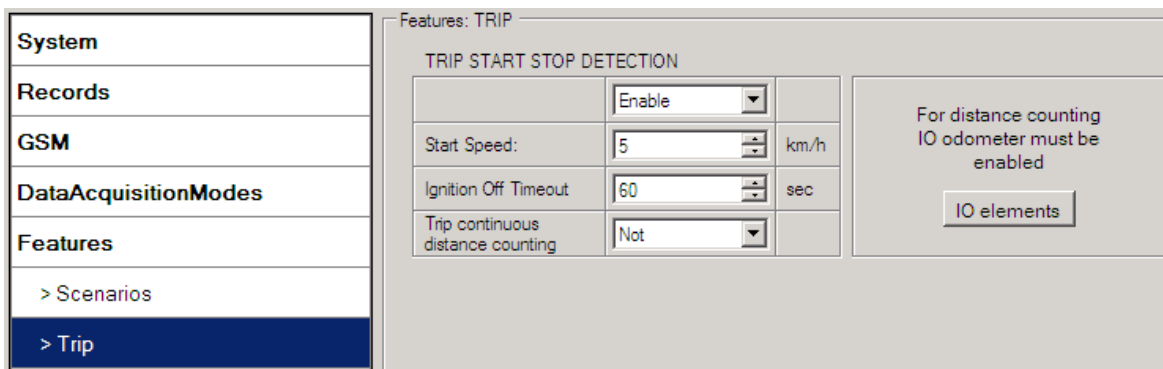 System
Records
GSM
DataAcquisitionModes
Features
> Scenarios
> Trip
Features: TRIP
TRIP START STOP DETECTION
Enable
Start Speed: 5 km/h
Ignition Off Timeout 60 sec
Trip continuous
distance counting Not
For distance counting
IO odometer must be
enabled
IO elements